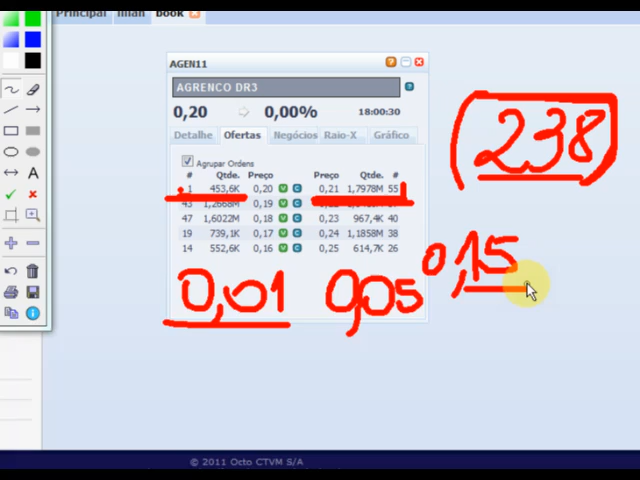 Principal
book
AGEN11
AGRENCO DR3
0,20 0,00% 18:00:30
Detalhe Ofertas Negócios Raio-X Gráfico
Agrupar Ordens
# Qtde. Preço Preço Qtde. #
1 453,6K 0,20 V C 0,21 1,7978M 55
43 0,19 V C
47 1,6022M 0,18 V C 0,23 967,4K 40
19 739,1K 0,17 V C 0,24 1,1858M 38
14 552,6K 0,16 V C 0,25 614,7K 26
238
0,15
0,01 0,05
A
© 2011 Octo CTVM S/A